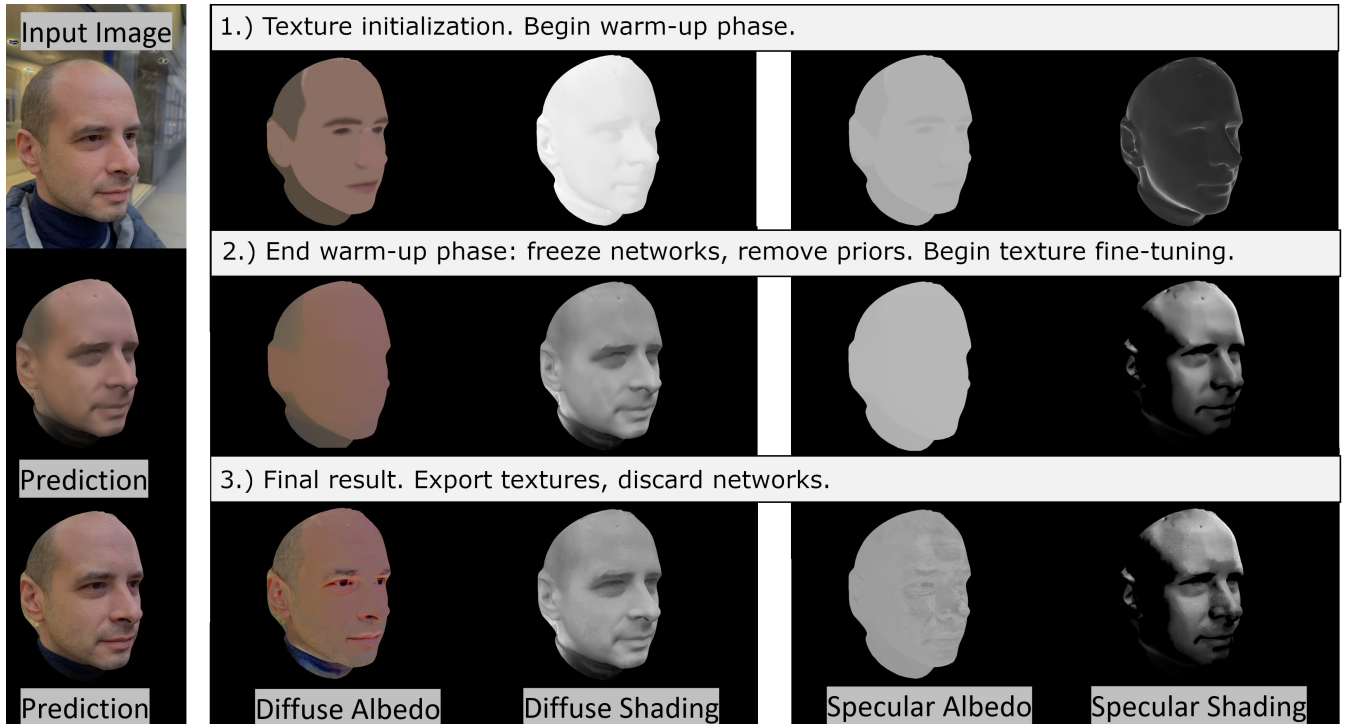 Input Image
1.) Texture initialization. Begin warm-up phase.
2.) End warm-up phase: freeze networks, remove priors. Begin texture fine-tuning.
Prediction
3.) Final result. Export textures, discard networks.
Prediction
Diffuse Albedo
Diffuse Shading
Specular Albedo
Specular Shading